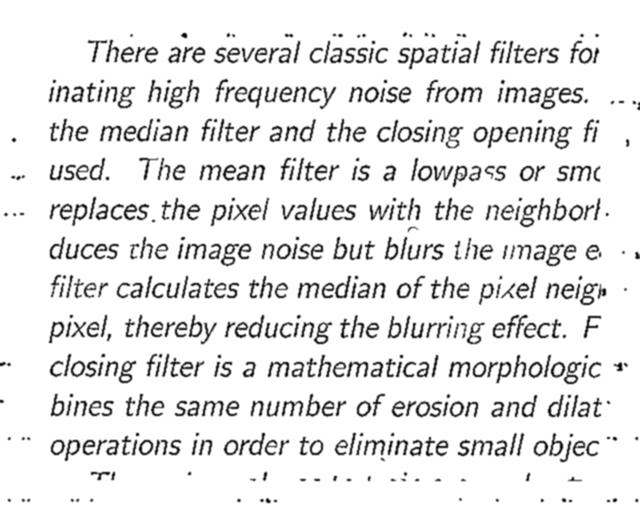 There are several classic spatial filters for
inating high frequency noise from images.
the median filter and the closing opening fi
used. The mean filter is a lowpass or smo
replaces the pixel values with the neighborh
duces the image noise but blurs the image e
filter calculates the median of the pixel neig
pixel, thereby reducing the blurring effect. F
closing filter is a mathematical morphologic
bines the same number of erosion and dilat
operations in order to eliminate small objec